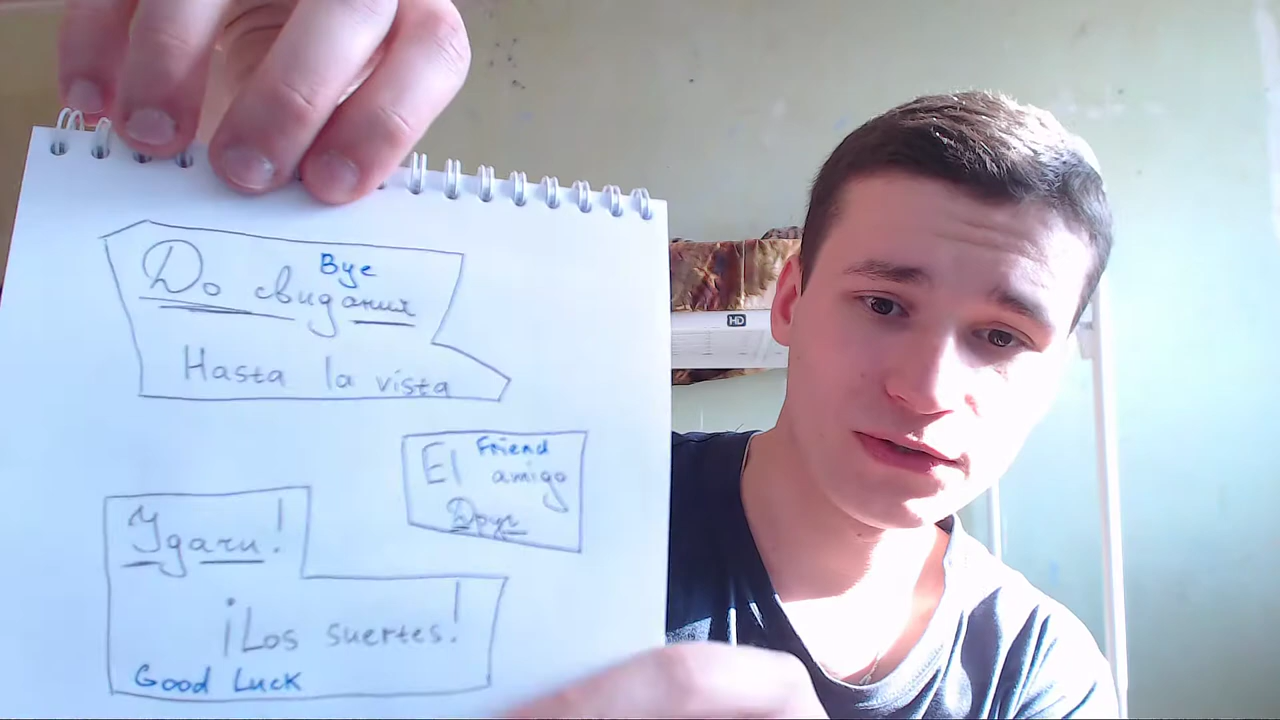 Bye
До свидания
Hasta la vista
Friend
El amigo
Друг
Удачи!
¡Los suertes!
Good Luck
HD